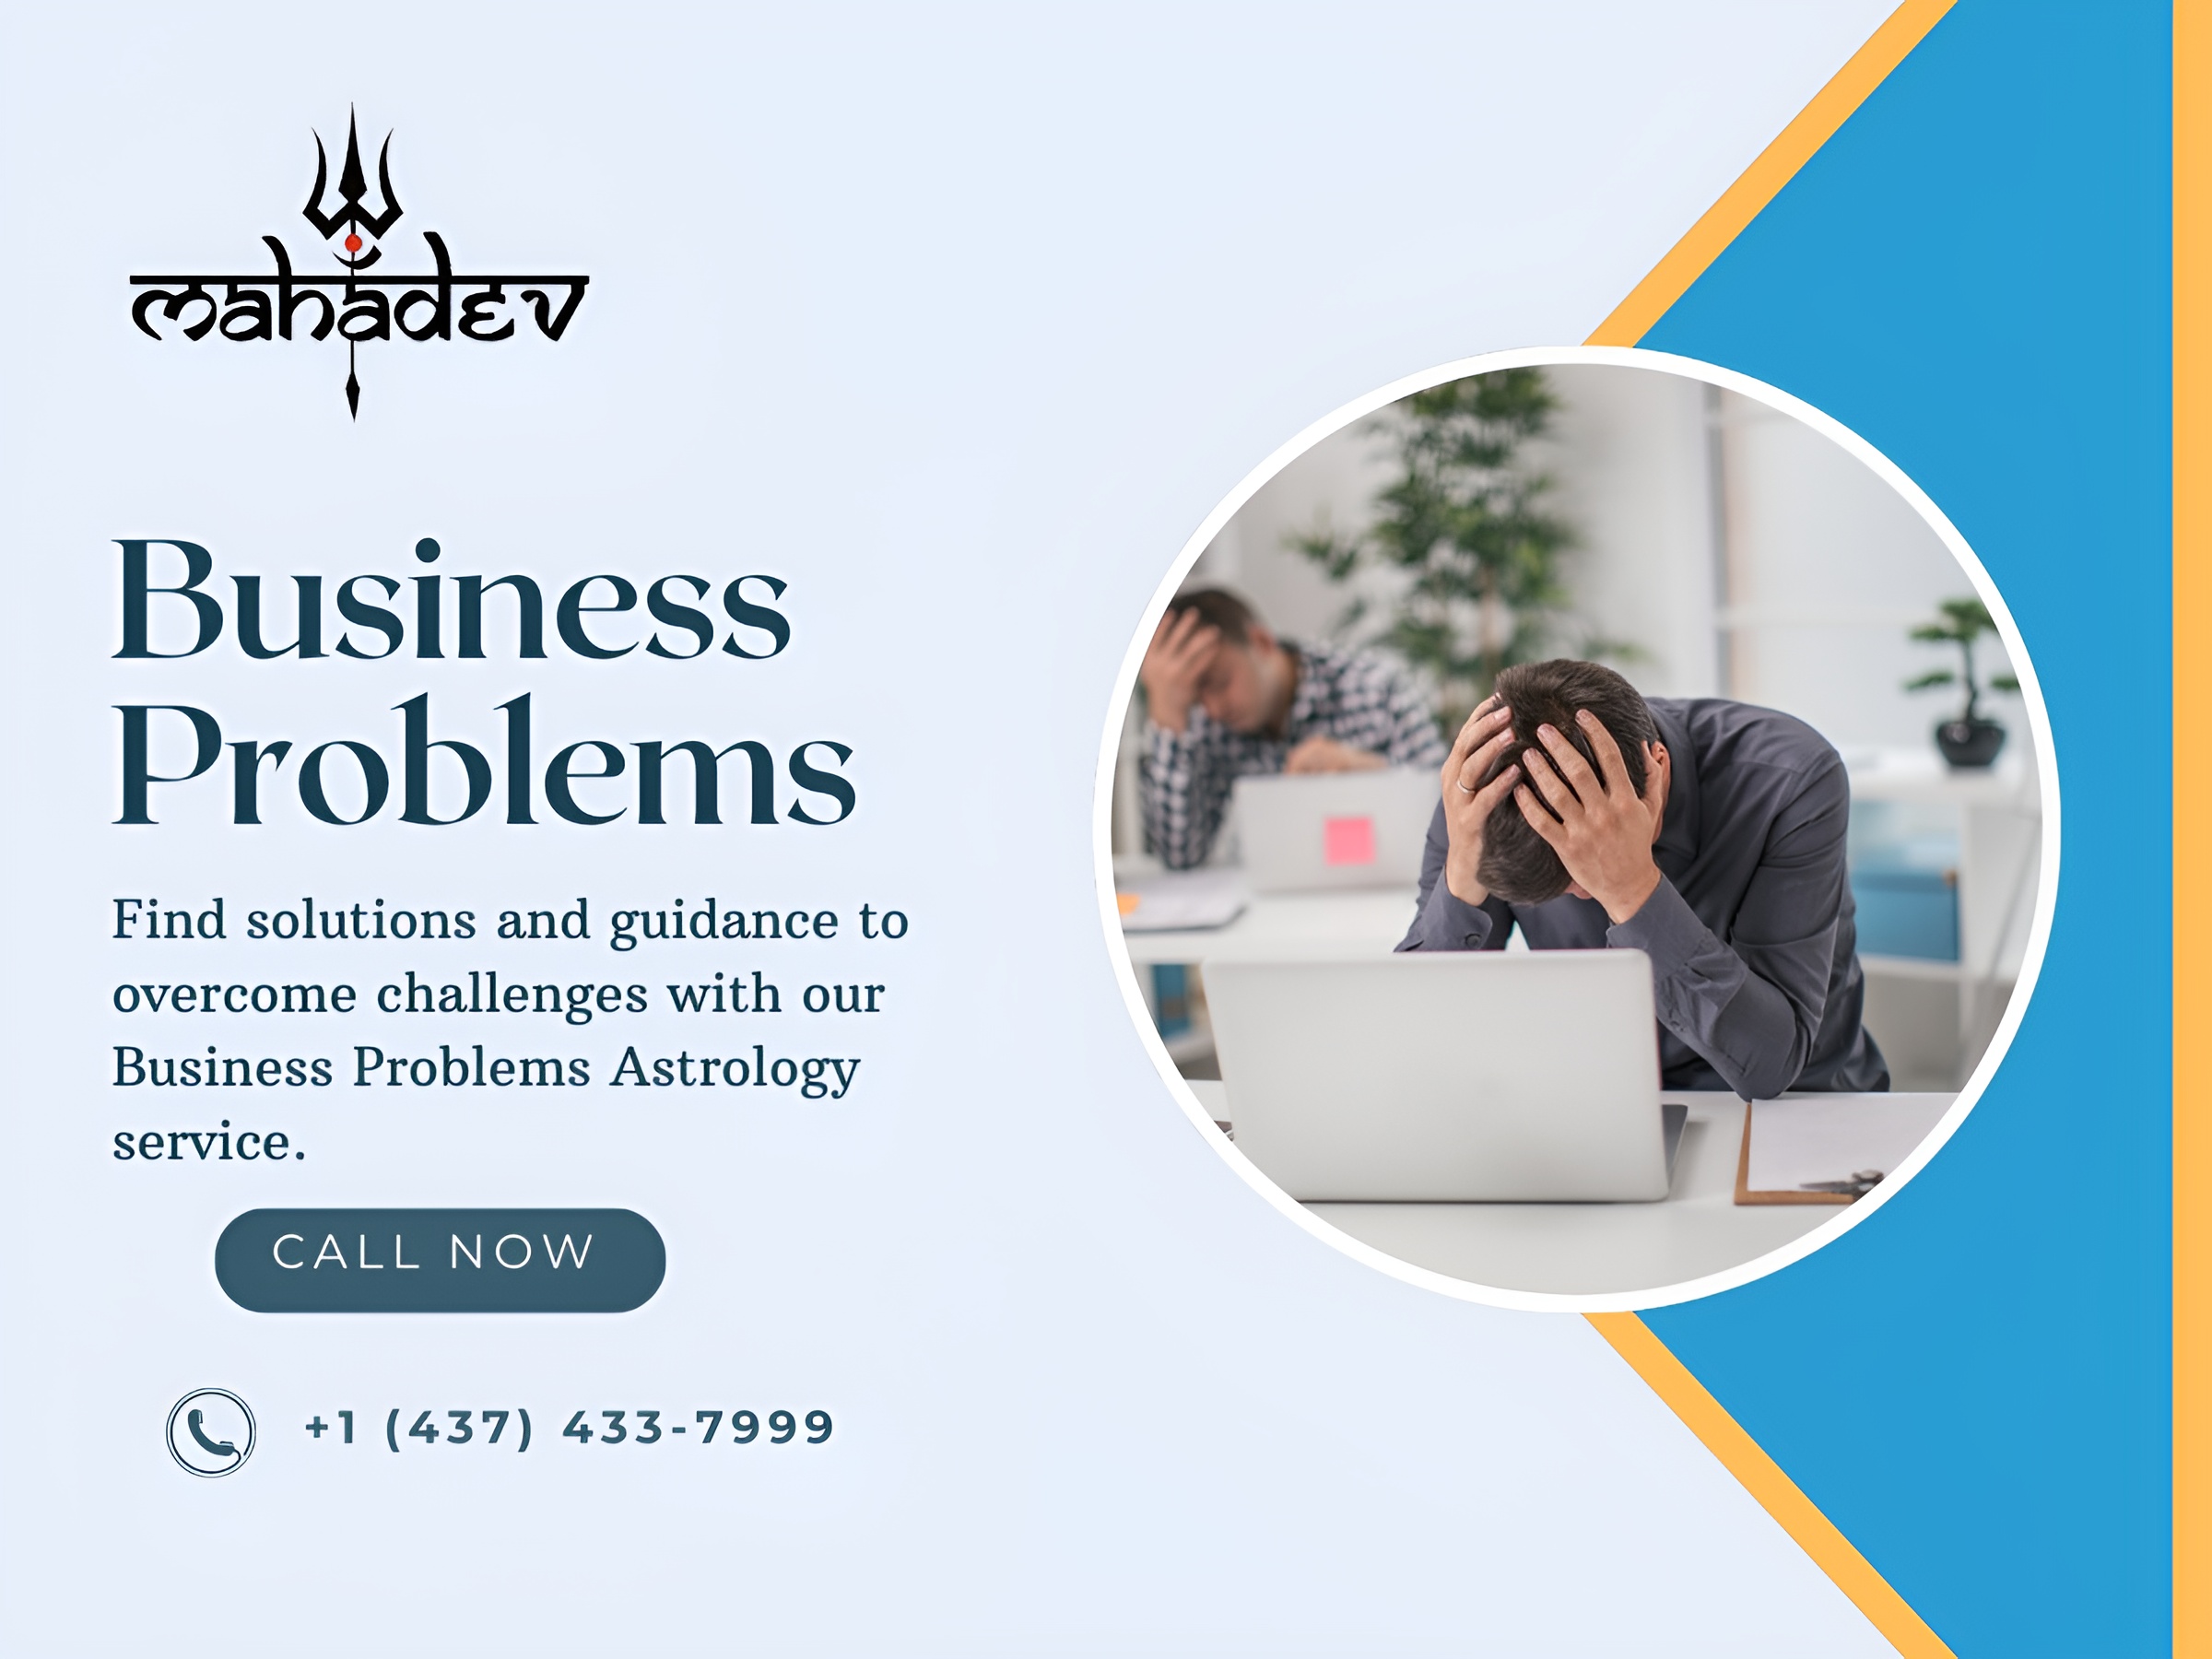 mahadev
Business
Problems
Find solutions and guidance to
overcome challenges with our
Business Problems Astrology
service.
CALL NOW
+1 (437) 433-7999